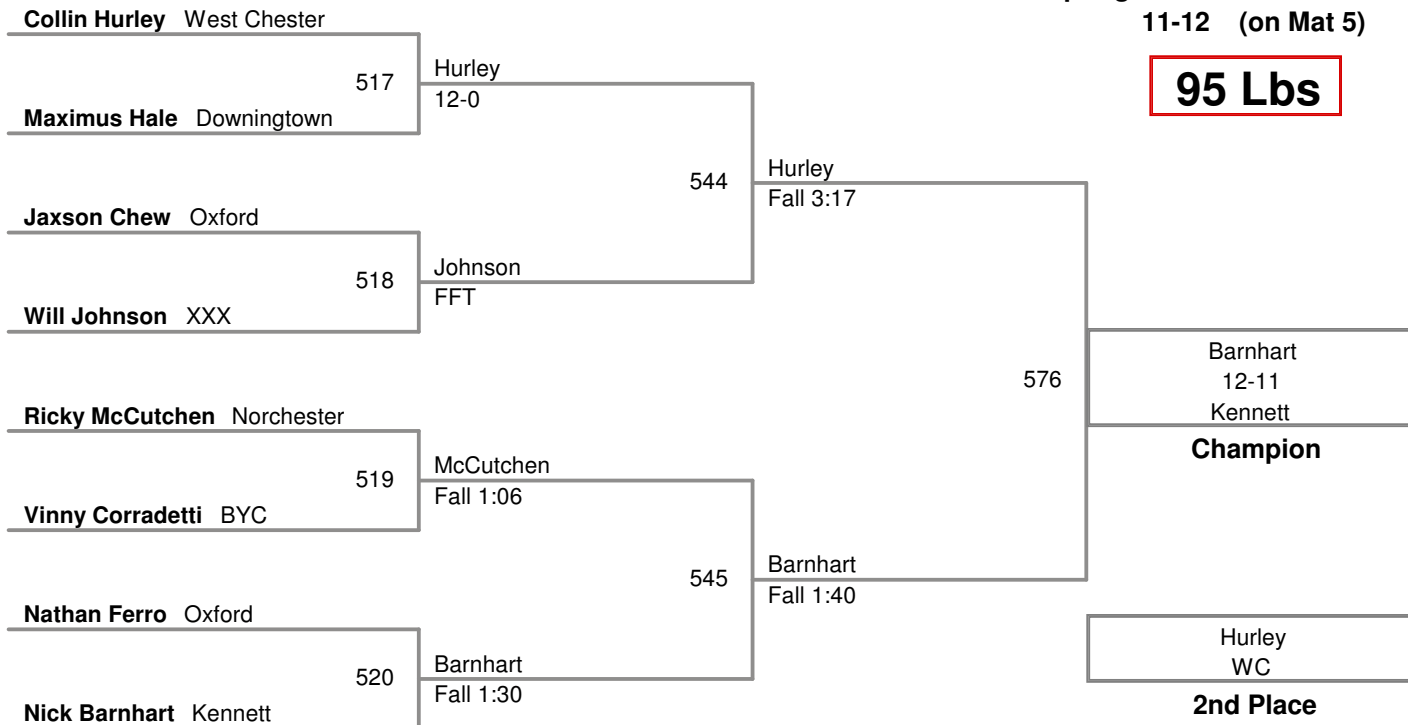 Collin Hurley West Chester
11-12 (on Mat 5)
95 Lbs
517
Hurley
12-0
Maximus Hale Downingtown
544
Hurley
Fall 3:17
Jaxson Chew Oxford
518
Johnson
FFT
Will Johnson XXX
576
Barnhart
12-11
Kennett
Champion
Ricky McCutchen Norchester
519
McCutchen
Fall 1:06
Vinny Corradetti BYC
545
Barnhart
Fall 1:40
Nathan Ferro Oxford
520
Barnhart
Fall 1:30
Nick Barnhart Kennett
Hurley
WC
2nd Place